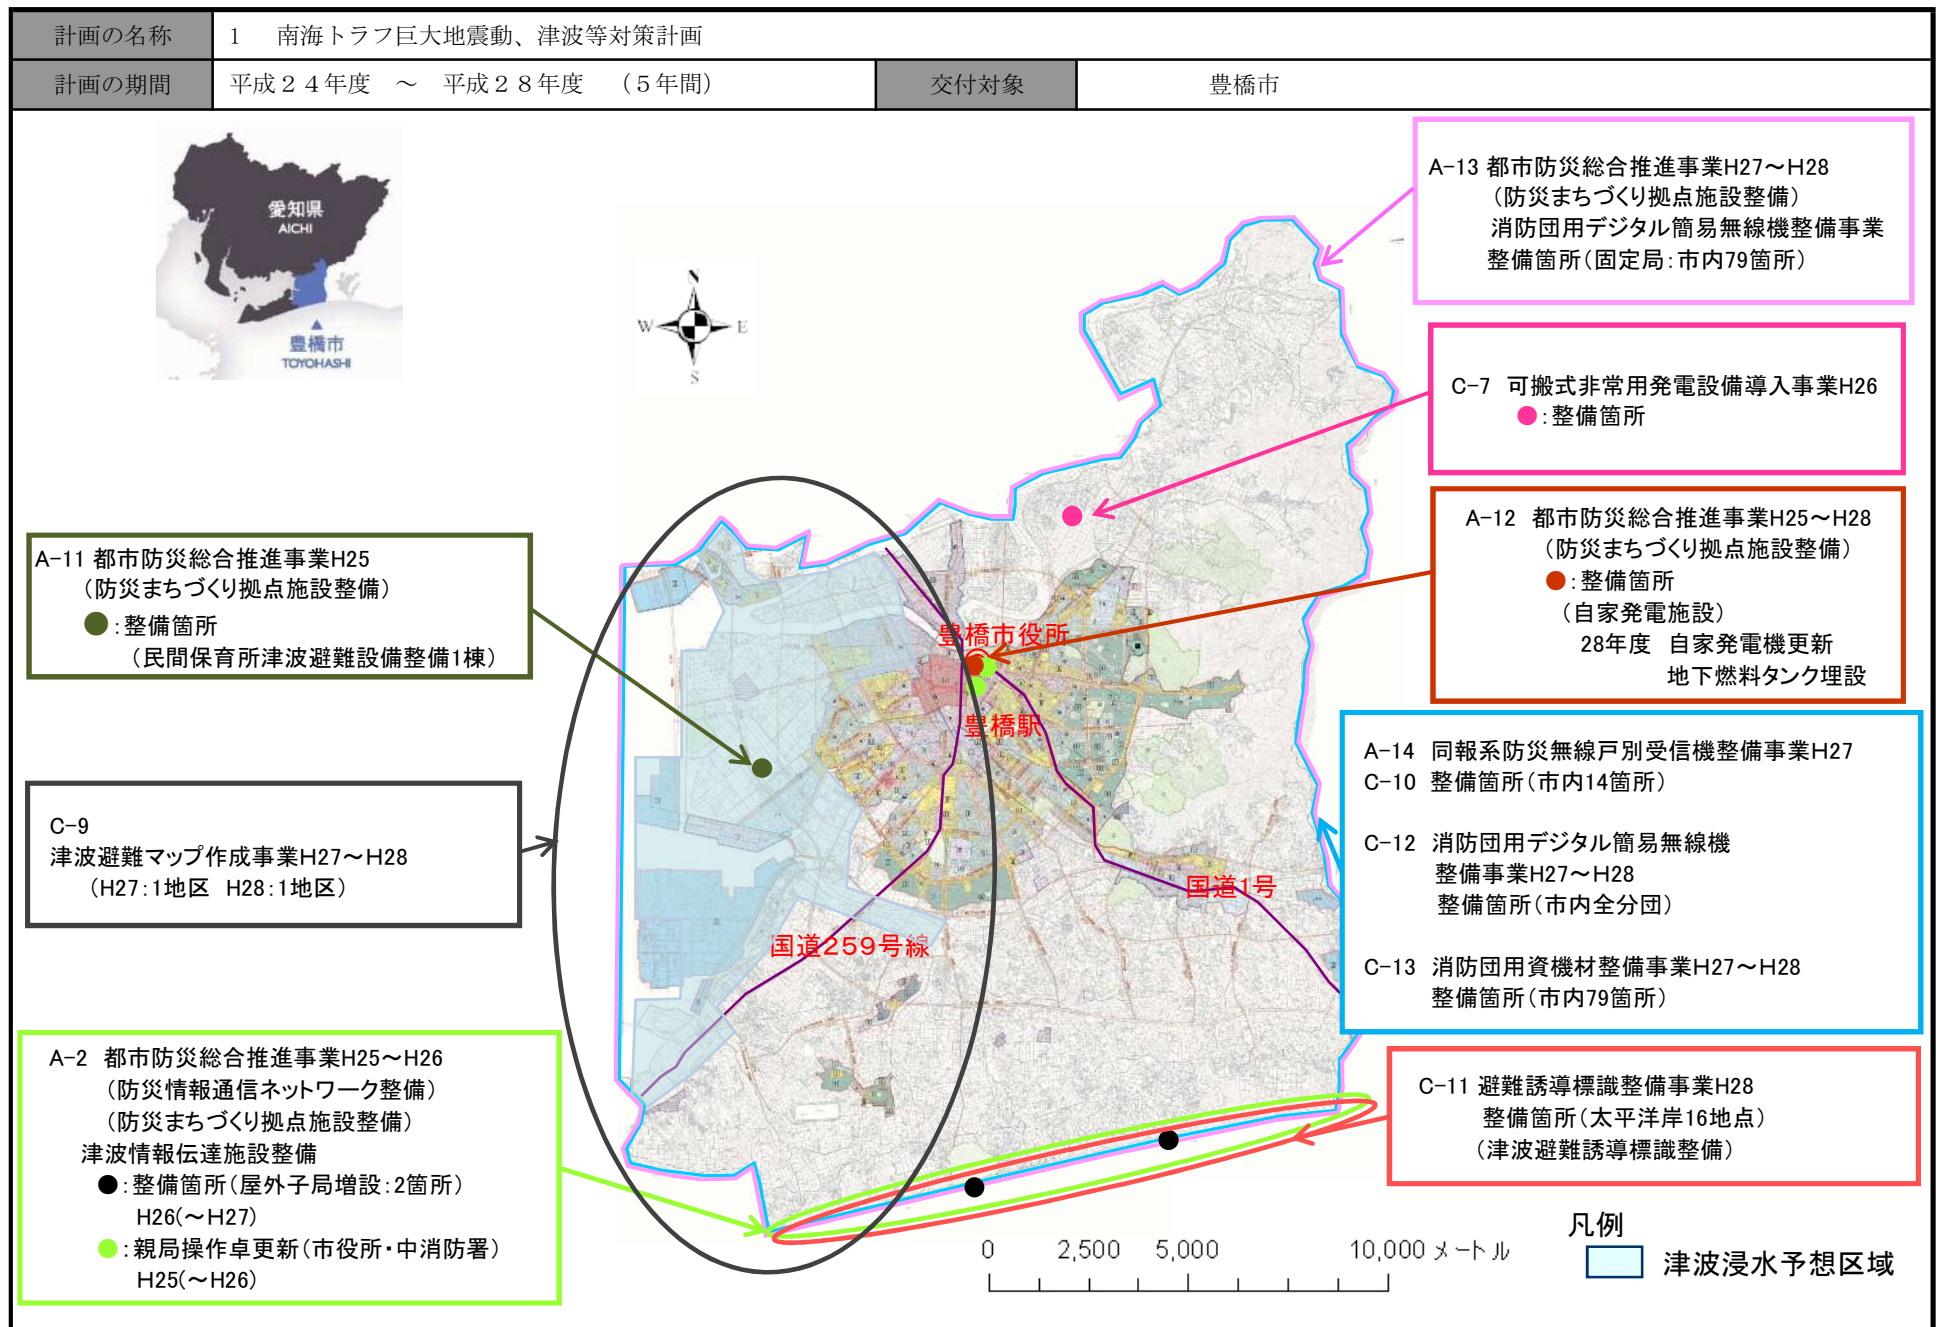 計画の名称
1　南海トラフ巨大地震動、津波等対策計画
計画の期間
平成２４年度　～　平成２８年度　（５年間）
交付対象
豊橋市
愛知県
AICHI
豊橋市
TOYOHASHI
N
W
E
S
A-13 都市防災総合推進事業H27～H28
（防災まちづくり拠点施設整備）
消防団用デジタル簡易無線機整備事業
整備箇所（固定局：市内79箇所）
C-7 可搬式非常用発電設備導入事業H26
●：整備箇所
A-12 都市防災総合推進事業H25～H28
（防災まちづくり拠点施設整備）
●：整備箇所
（自家発電施設）
28年度 自家発電機更新
地下燃料タンク埋設
A-11 都市防災総合推進事業H25
（防災まちづくり拠点施設整備）
●：整備箇所
（民間保育所津波避難設備整備1棟）
豊橋市役所
豊橋駅
国道1号
国道259号線
C-9
津波避難マップ作成事業H27～H28
（H27：1地区 H28：1地区）
A-14 同報系防災無線戸別受信機整備事業H27
C-10 整備箇所（市内14箇所）
C-12 消防団用デジタル簡易無線機
整備事業H27～H28
整備箇所（市内全分団）
C-13 消防団用資機材整備事業H27～H28
整備箇所（市内79箇所）
A-2 都市防災総合推進事業H25～H26
（防災情報通信ネットワーク整備）
（防災まちづくり拠点施設整備）
津波情報伝達施設整備
●：整備箇所（屋外子局増設：2箇所）
H26(～H27)
●：親局操作卓更新（市役所・中消防署）
H25(～H26)
C-11 避難誘導標識整備事業H28
整備箇所（太平洋岸16地点）
（津波避難誘導標識整備）
0 2,500 5,000 10,000 メートル
凡例
津波浸水予想区域